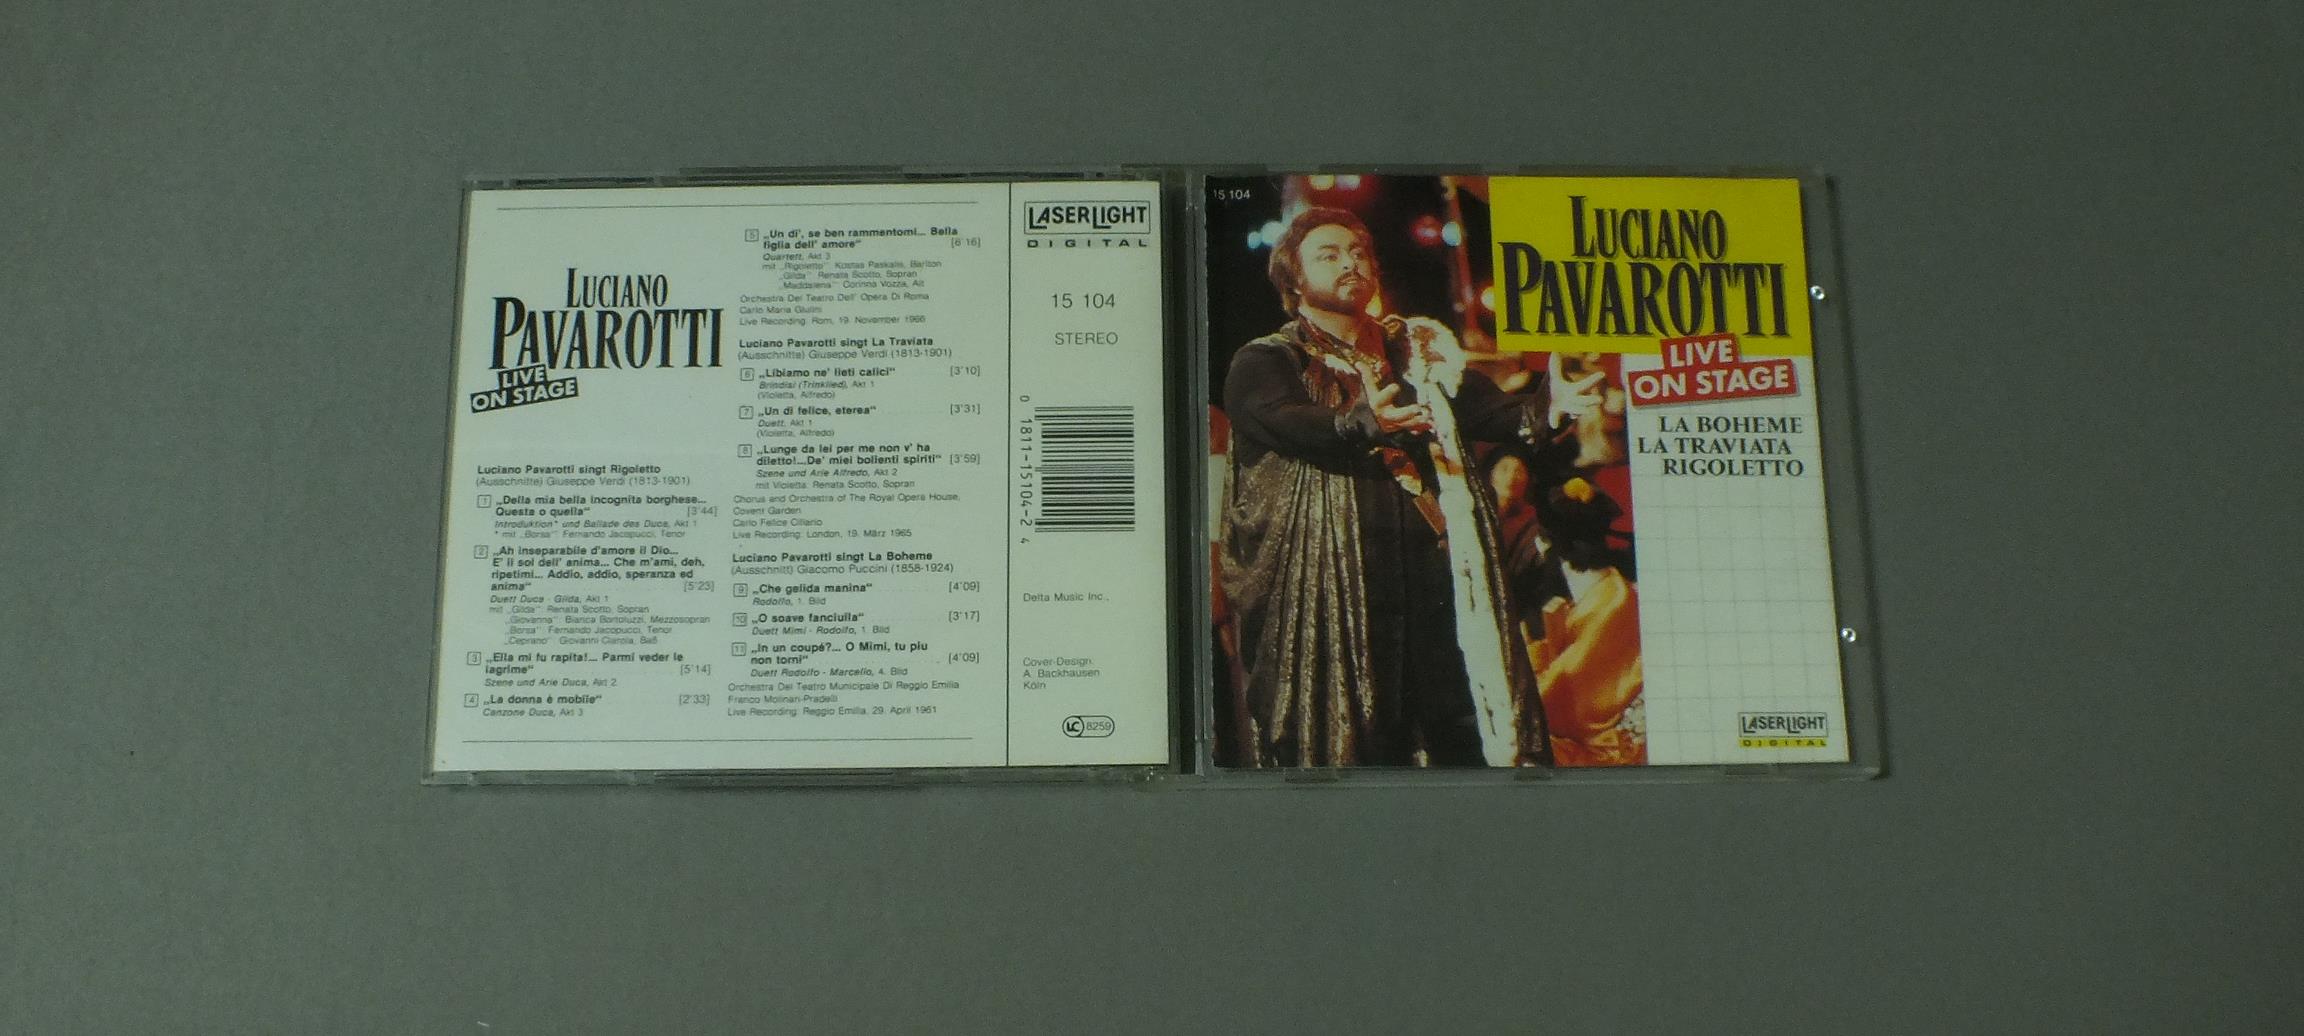 LUCIANO
PAVAROTTI
LIVE
ON STAGE
Luciano Pavarotti singt Rigoletto
(Ausschnitte) Giuseppe Verdi (1813-1901)
1 „Della mia bella incognita borghese...
Questa o quella“ [3'44]
Introduktion* und Ballade des Duca, Akt 1
* mit „Borsa“ Fernando Jacopucci, Tenor
2 „Ah inseparabile d'amore il Dio...
E' il sol dell' anima... Che m'ami, deh,
ripetimi... Addio, addio, speranza ed
anima“ [5'23]
Duett Duca - Gilda, Akt 1
mit „Gilda“ Renata Scotto, Sopran
„Giovanna“ Bianca Bortoluzzi, Mezzosopran
„Borsa“ Fernando Jacopucci, Tenor
„Ceprano“ Giovanni Ciarola, Baß
3 „Ella mi fu rapita!... Parmi veder le
lagrime“ [5'14]
Szene und Arie Duca, Akt 2
4 „La donna è mobile“ [2'33]
Canzone Duca, Akt 3
5 „Un di', se ben rammentomi... Bella
figlia dell' amore“ [6'16]
Quartett, Akt 3
mit „Rigoletto“ Kostas Paskalis, Bariton
„Gilda“ Renata Scotto, Sopran
„Maddalena“ Corinna Vozza, Alt
Orchestra Del Teatro Dell' Opera Di Roma
Carlo Maria Giulini
Live Recording: Rom, 19. November 1966
Luciano Pavarotti singt La Traviata
(Ausschnitte) Giuseppe Verdi (1813-1901)
6 „Libiamo ne' lieti calici“ [3'10]
Brindisi (Trinklied), Akt 1
(Violetta, Alfredo)
7 „Un di felice, eterea“ [3'31]
Duett, Akt 1
(Violetta, Alfredo)
8 „Lunge da lei per me non v' ha
diletto!...De' miei bollenti spiriti“ [3'59]
Szene und Arie Alfredo, Akt 2
mit Violetta: Renata Scotto, Sopran
Chorus and Orchestra of The Royal Opera House,
Covent Garden
Carlo Felice Cillario
Live Recording: London, 19. März 1965
Luciano Pavarotti singt La Boheme
(Ausschnitt) Giacomo Puccini (1858-1924)
9 „Che gelida manina“ [4'09]
Rodolfo, 1. Bild
10 „O soave fanciulla“ [3'17]
Duett Mimi - Rodolfo, 1. Bild
11 „In un coupé?... O Mimi, tu piu
non torni“ [4'09]
Duett Rodolfo - Marcello, 4. Bild
Orchestra Del Teatro Municipale Di Reggio Emilia
Franco Molinari-Pradelli
Live Recording: Reggio Emilia, 29. April 1961
LASERLIGHT
DIGITAL
15 104
STEREO
0 1811-15104-2 4
Delta Music Inc.,
Cover-Design:
A. Backhausen
Köln
LC 8259
15 104
LUCIANO
PAVAROTTI
LIVE
ON STAGE
LA BOHEME
LA TRAVIATA
RIGOLETTO
LASERLIGHT
DIGITAL